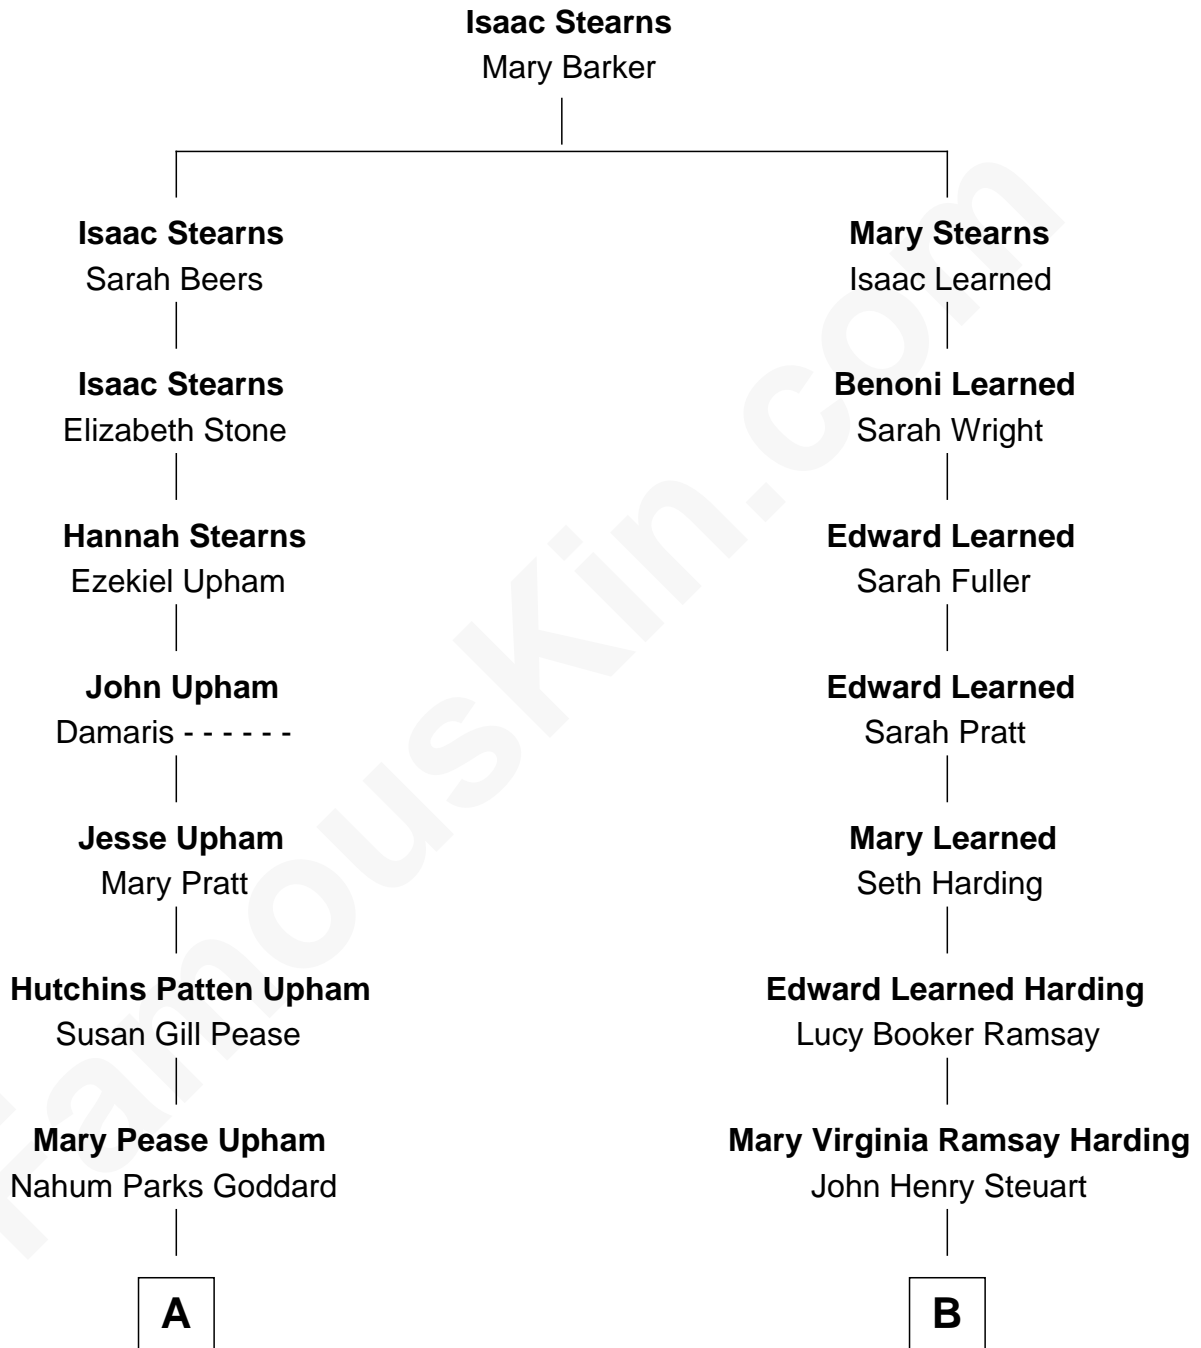 Isaac Stearns
Mary Barker
Isaac Stearns
Sarah Beers
Mary Stearns
Isaac Learned
Isaac Stearns
Elizabeth Stone
Benoni Learned
Sarah Wright
Hannah Stearns
Ezekiel Upham
Edward Learned
Sarah Fuller
John Upham
Damaris - - - - - -
Edward Learned
Sarah Pratt
Jesse Upham
Mary Pratt
Mary Learned
Seth Harding
Hutchins Patten Upham
Susan Gill Pease
Edward Learned Harding
Lucy Booker Ramsay
Mary Pease Upham
Nahum Parks Goddard
Mary Virginia Ramsay Harding
John Henry Steuart
A
B
FamousKin.com